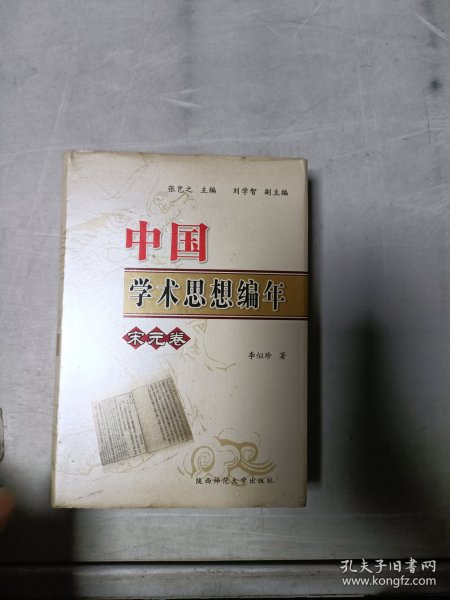 张岂之 主编 刘学智 副主编
中国
学术思想编年
宋元卷
李似珍 著
陕西师范大学出版社
孔夫子旧书网
www.kongfz.com